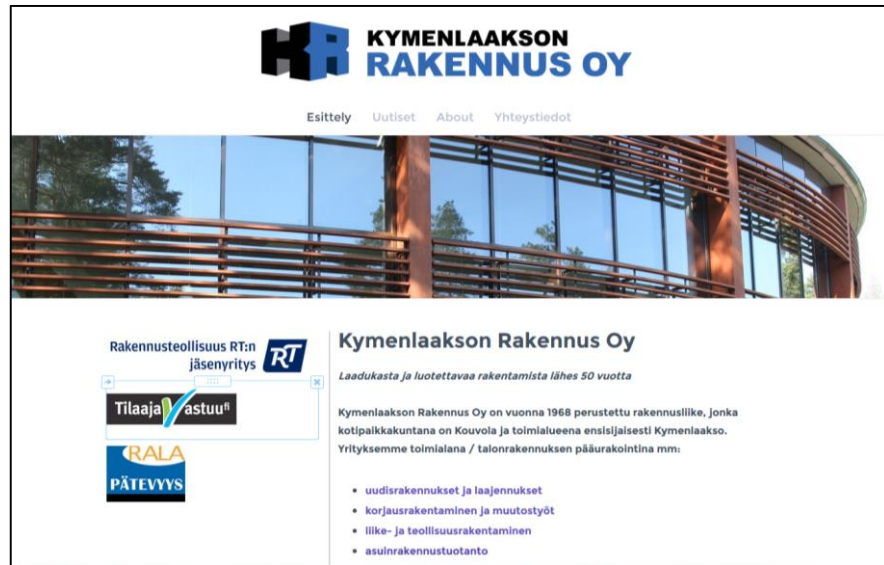 KYMENLAAKSON
RAKENNUS OY
Esittely Uutiset About Yhteystiedot
Rakennusteollisuus RT:n
jäsenyritys RT
TilaajaVastuu.fi
RALA
PÄTEVYYS
Kymenlaakson Rakennus Oy
Laadukasta ja luotettavaa rakentamista lähes 50 vuotta
Kymenlaakson Rakennus Oy on vuonna 1968 perustettu rakennusliike, jonka
kotipaikkakuntana on Kouvola ja toimialueena ensisijaisesti Kymenlaakso.
Yrityksemme toimialana / talonrakennuksen pääurakointina mm:
• uudisrakennukset ja laajennukset
• korjausrakentaminen ja muutostyöt
• liike- ja teollisuusrakentaminen
• asuinrakennustuotanto